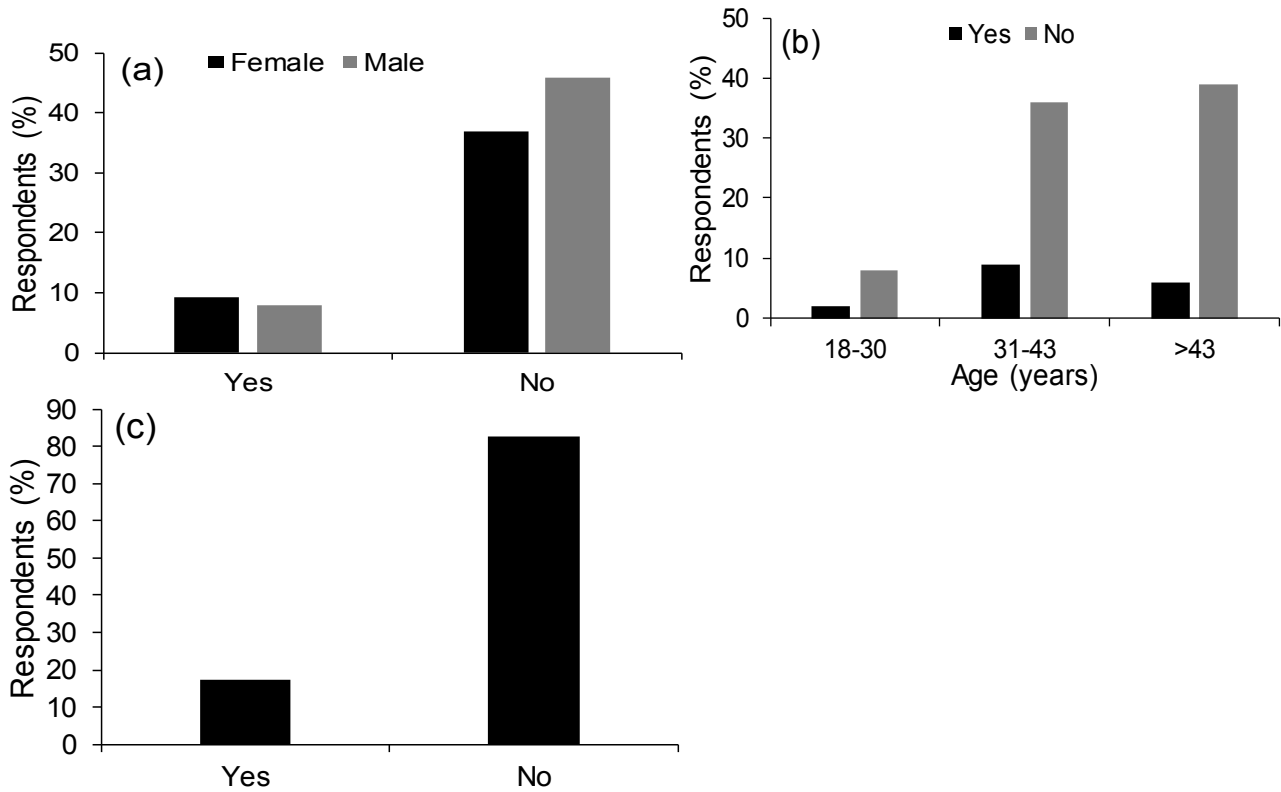 (a)
Female Male
Respondents (%)
50
40
30
20
10
0
Yes No
(b)
Yes No
Respondents (%)
50
40
30
20
10
0
18-30 31-43 >43
Age (years)
(c)
Respondents (%)
90
80
70
60
50
40
30
20
10
0
Yes No